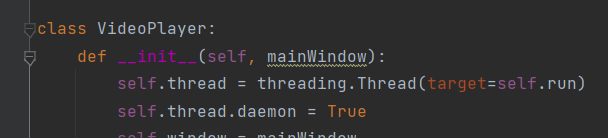 class VideoPlayer:
def __init__(self, mainWindow):
self.thread = threading.Thread(target=self.run)
self.thread.daemon = True
self.window = mainWindow